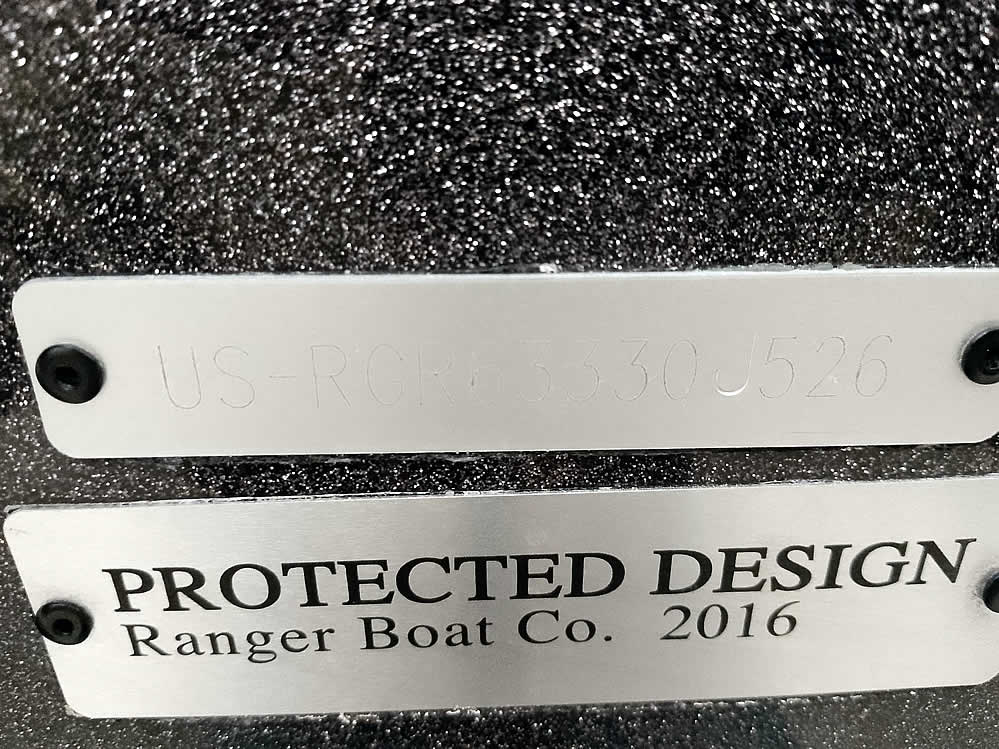 US-RGR63330J526
PROTECTED DESIGN
Ranger Boat Co. 2016